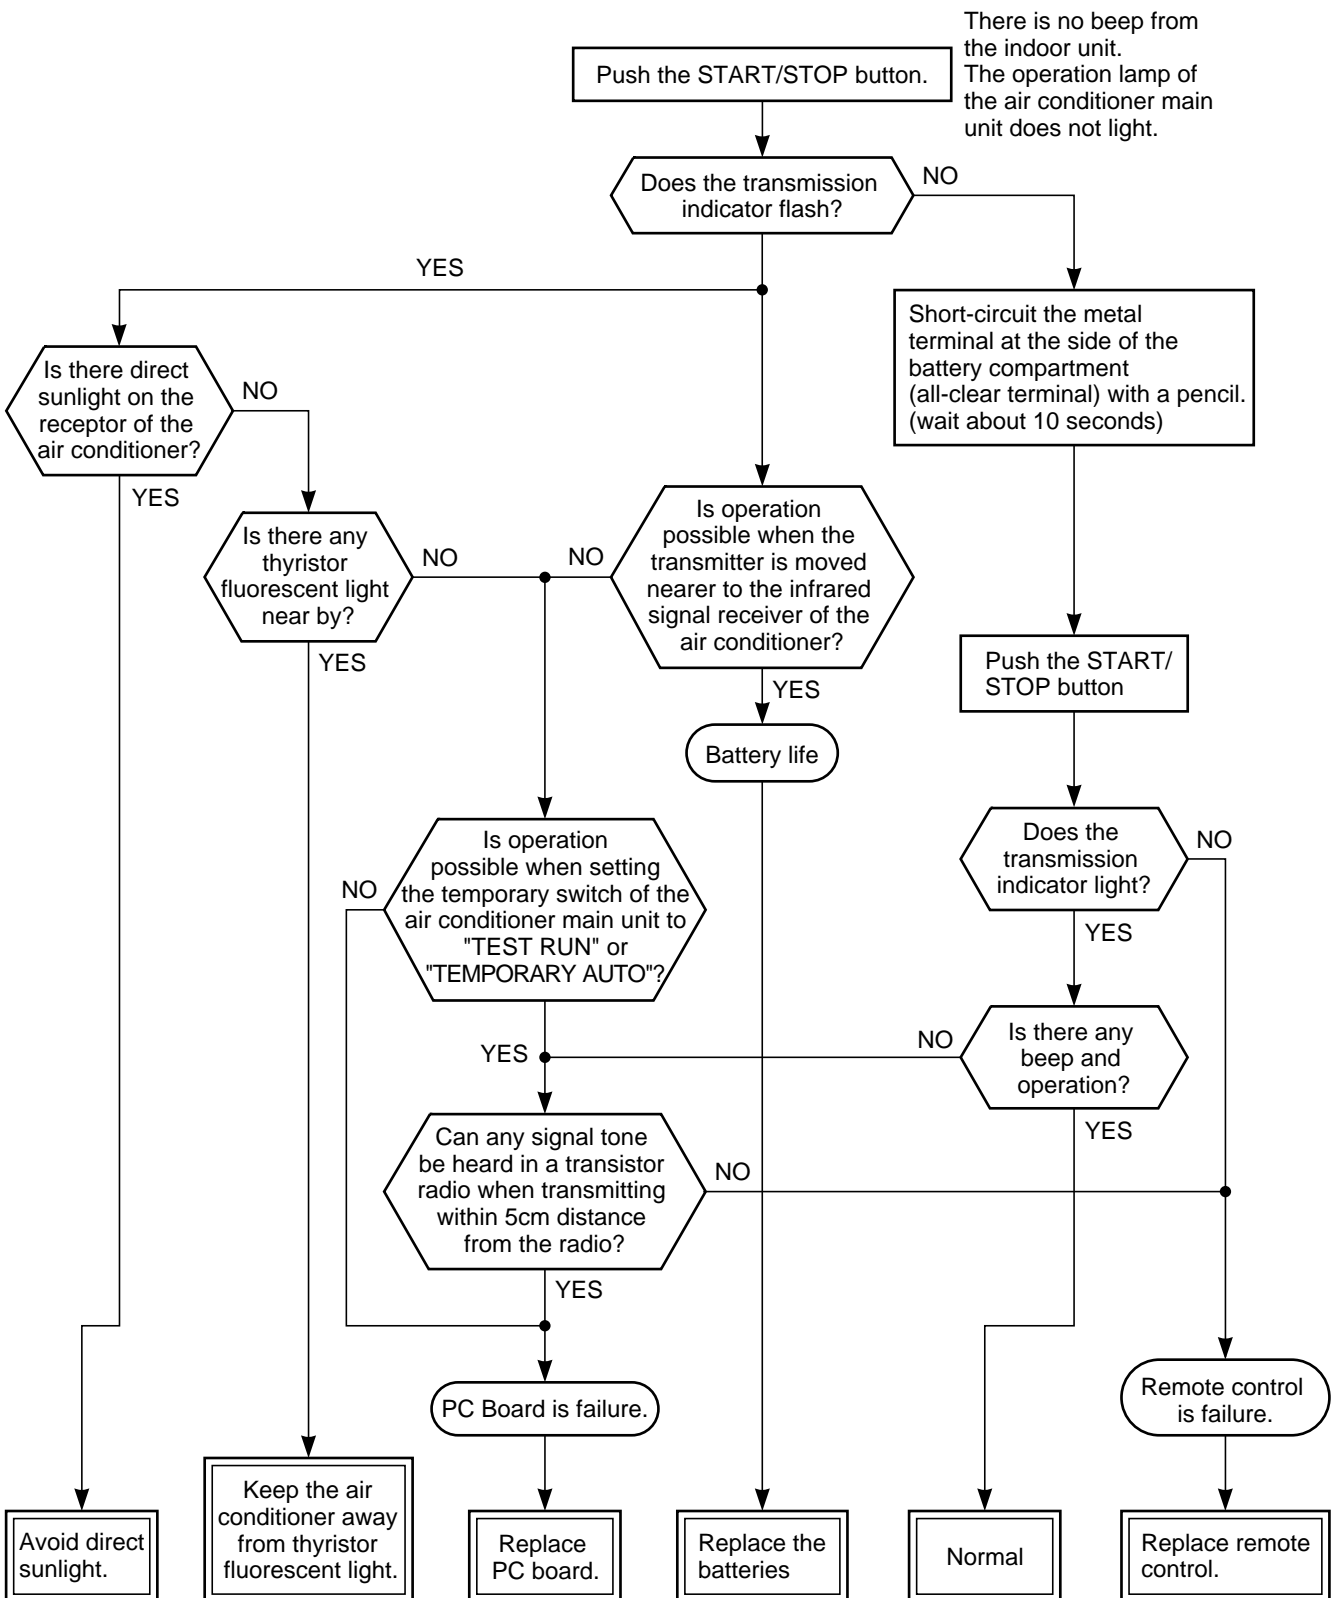 There is no beep from
the indoor unit.
The operation lamp of
the air conditioner main
unit does not light.
Push the START/STOP button.
Does the transmission
indicator flash?
NO
YES
Short-circuit the metal
terminal at the side of the
battery compartment
(all-clear terminal) with a pencil.
(wait about 10 seconds)
Is there direct
sunlight on the
receptor of the
air conditioner?
NO
YES
Is there any
thyristor
fluorescent light
near by?
NO
YES
NO
Is operation
possible when the
transmitter is moved
nearer to the infrared
signal receiver of the
air conditioner?
YES
Battery life
Push the START/
STOP button
Does the
transmission
indicator light?
NO
YES
Is operation
possible when setting
the temporary switch of the
air conditioner main unit to
"TEST RUN" or
"TEMPORARY AUTO"?
NO
YES
NO
Is there any
beep and
operation?
YES
Can any signal tone
be heard in a transistor
radio when transmitting
within 5cm distance
from the radio?
NO
YES
PC Board is failure.
Remote control
is failure.
Avoid direct
sunlight.
Keep the air
conditioner away
from thyristor
fluorescent light.
Replace
PC board.
Replace the
batteries
Normal
Replace remote
control.